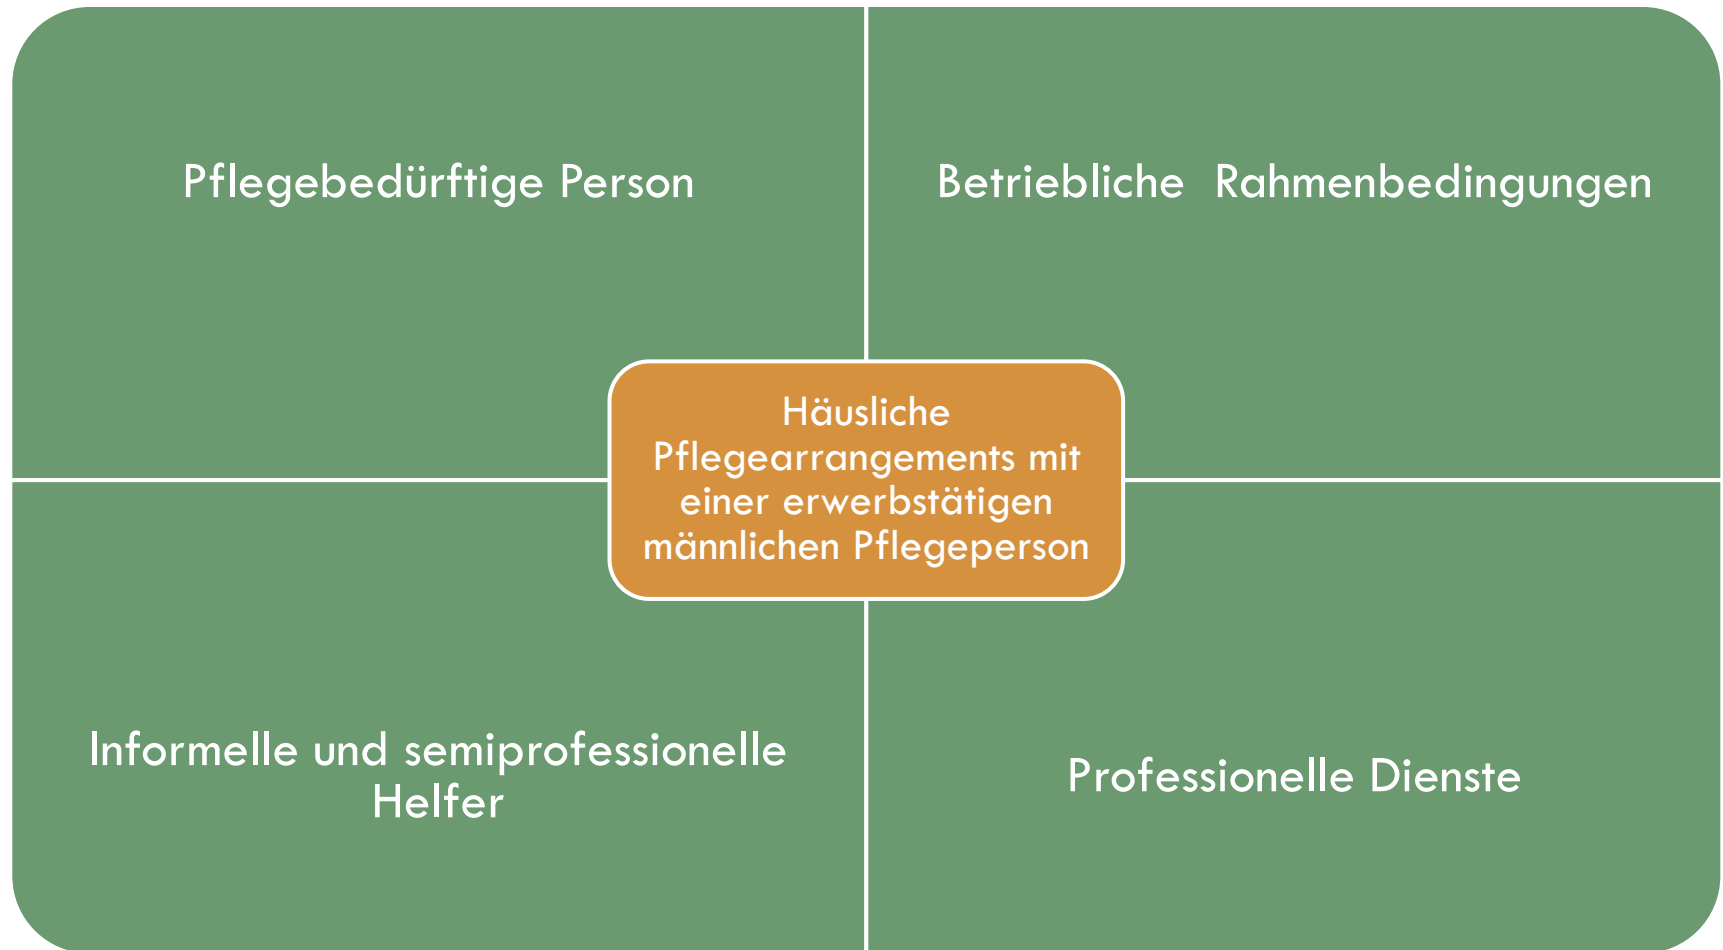 Pflegebedürftige Person
Betriebliche  Rahmenbedingungen
Häusliche
Pflegearrangements mit
einer erwerbstätigen
männlichen Pflegeperson
Informelle und semiprofessionelle
Helfer
Professionelle Dienste